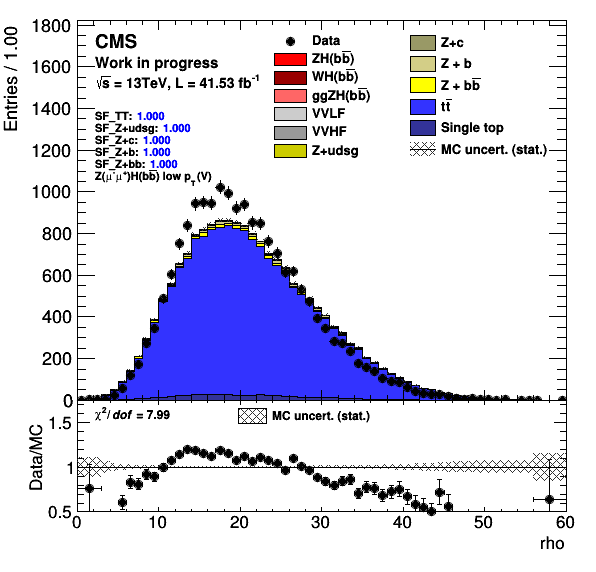 CMS
Work in progress
√s = 13TeV, L = 41.53 fb⁻¹
SF_TT: 1.000
SF_Z+udsg: 1.000
SF_Z+c: 1.000
SF_Z+b: 1.000
SF_Z+bb: 1.000
Z(μ⁻μ⁺)H(bb̅) low p_T(V)
Data
ZH(bb̅)
WH(bb̅)
ggZH(bb̅)
VVLF
VVHF
Z+udsg
Z+c
Z + b
Z + bb̅
tt̅
Single top
MC uncert. (stat.)
Entries / 1.00
1800
1600
1400
1200
1000
800
600
400
200
0
χ²/dof = 7.99
MC uncert. (stat.)
Data/MC
1.5
1
0.5
0
10
20
30
40
50
60
rho